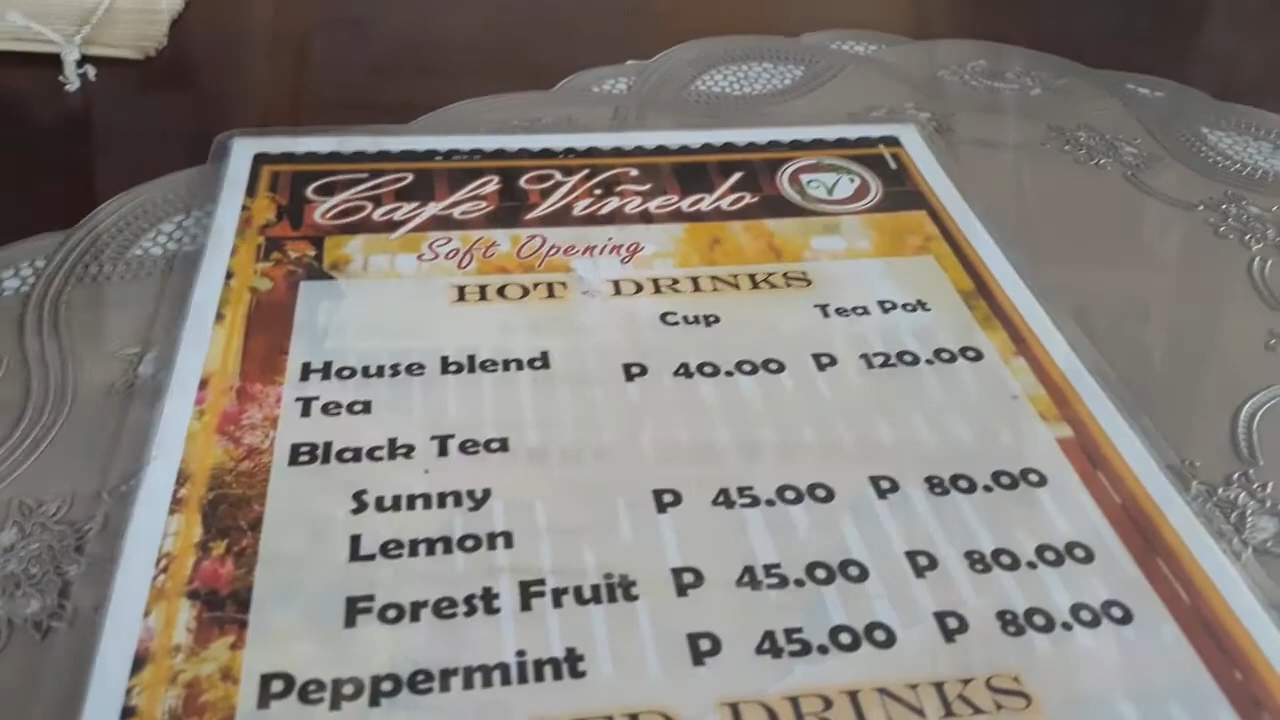 Café Viñedo
V
Soft Opening
HOT DRINKS
Cup Tea Pot
House blend P 40.00 P 120.00
Tea
Black Tea
Sunny P 45.00 P 80.00
Lemon
Forest Fruit P 45.00 P 80.00
Peppermint P 45.00 P 80.00
DRINKS